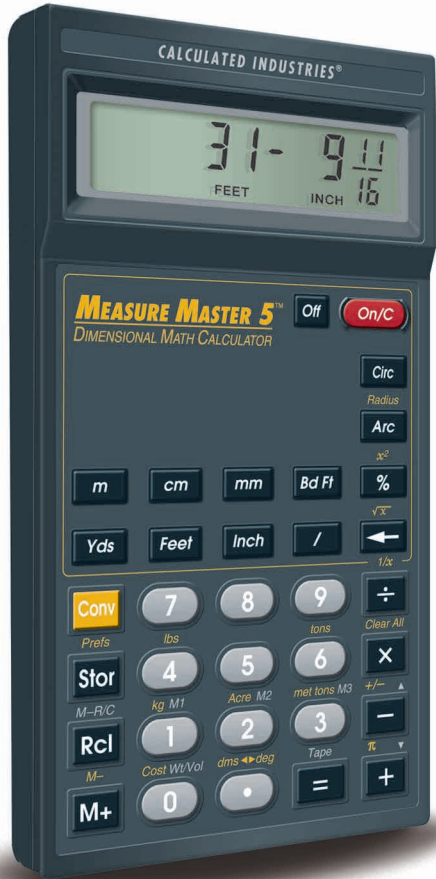 CALCULATED INDUSTRIES®
31- 9 11/16
FEET INCH
MEASURE MASTER 5™
DIMENSIONAL MATH CALCULATOR
Off On/C
Circ
Radius
Arc
x²
m cm mm Bd Ft %
√x
Yds Feet Inch / ←
1/x
Conv 7 8 9 ÷
Prefs lbs tons Clear All
Stor 4 5 6 ×
M-R/C kg M1 Acre M2 met tons M3 +/- ▲
Rcl 1 2 3 −
M- Cost Wt/Vol dms◄►deg Tape π ▼
M+ 0 • = +